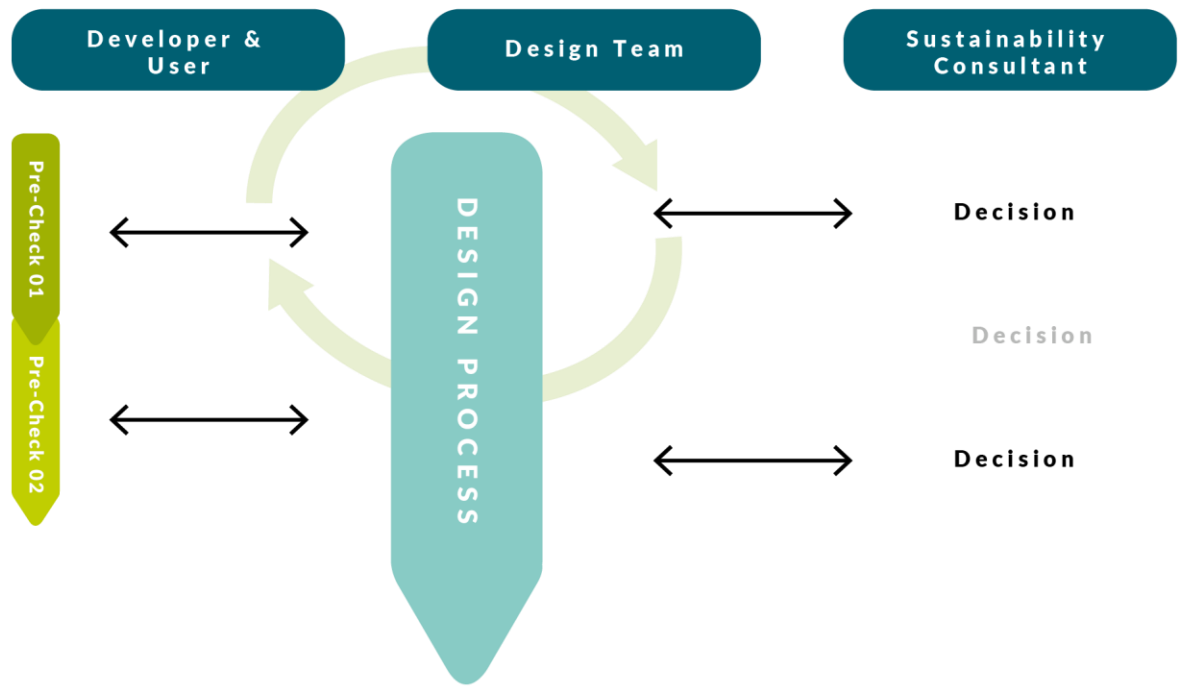 Developer &
User
Design Team
Sustainability
Consultant
Pre-Check 01
Pre-Check 02
DESIGN PROCESS
Decision
Decision
Decision